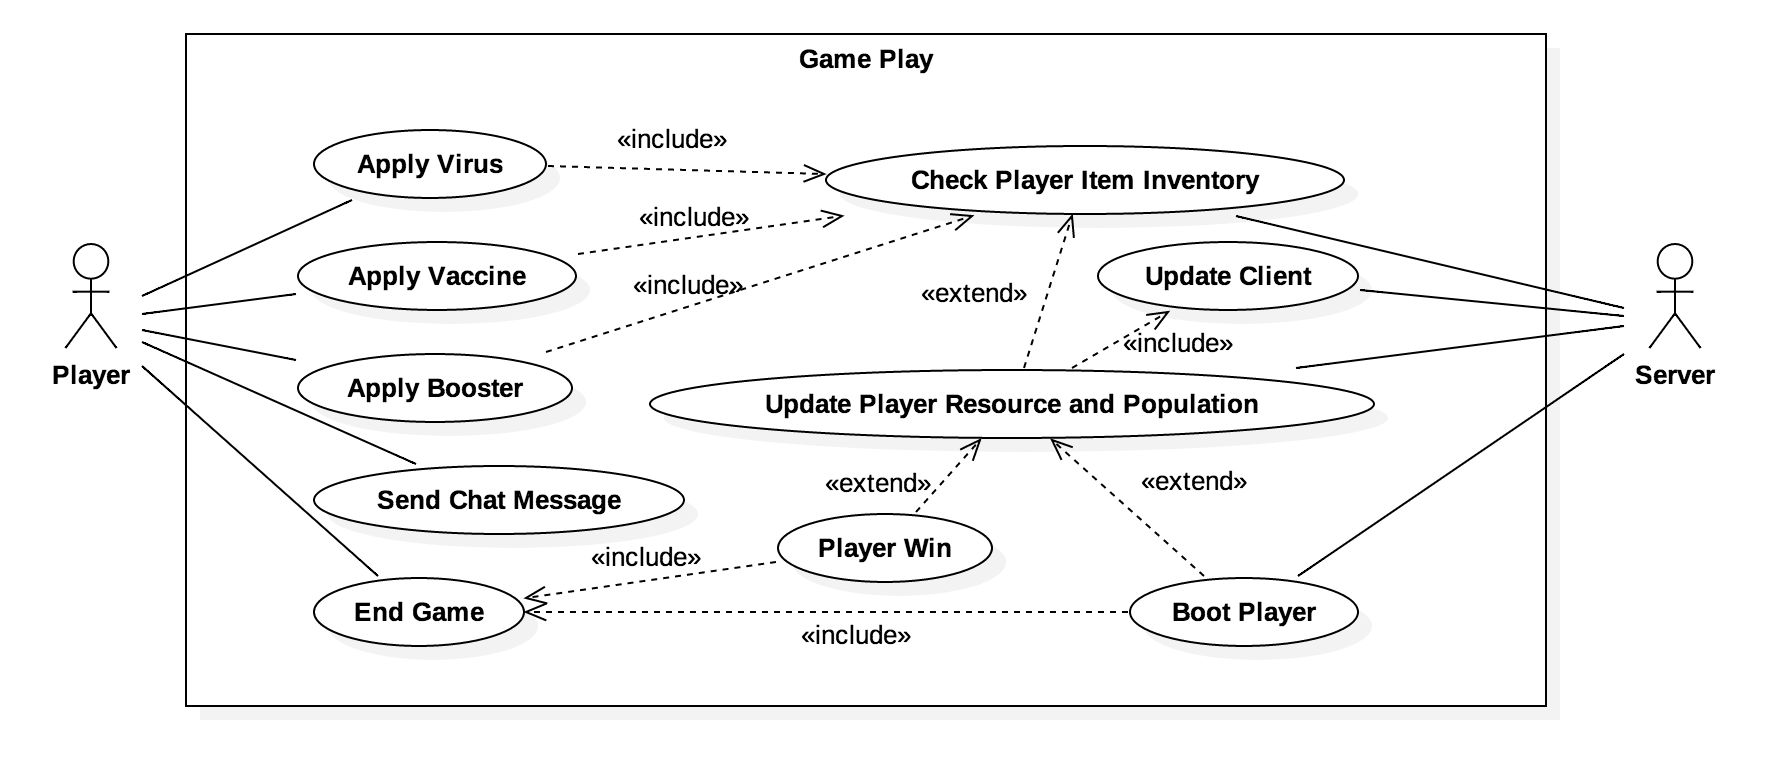 Game Play
Apply Virus
«include»
Check Player Item Inventory
«include»
Apply Vaccine
«include»
«extend»
Update Client
«include»
Player
Server
Apply Booster
Update Player Resource and Population
Send Chat Message
«extend»
«extend»
«include»
Player Win
End Game
«include»
Boot Player